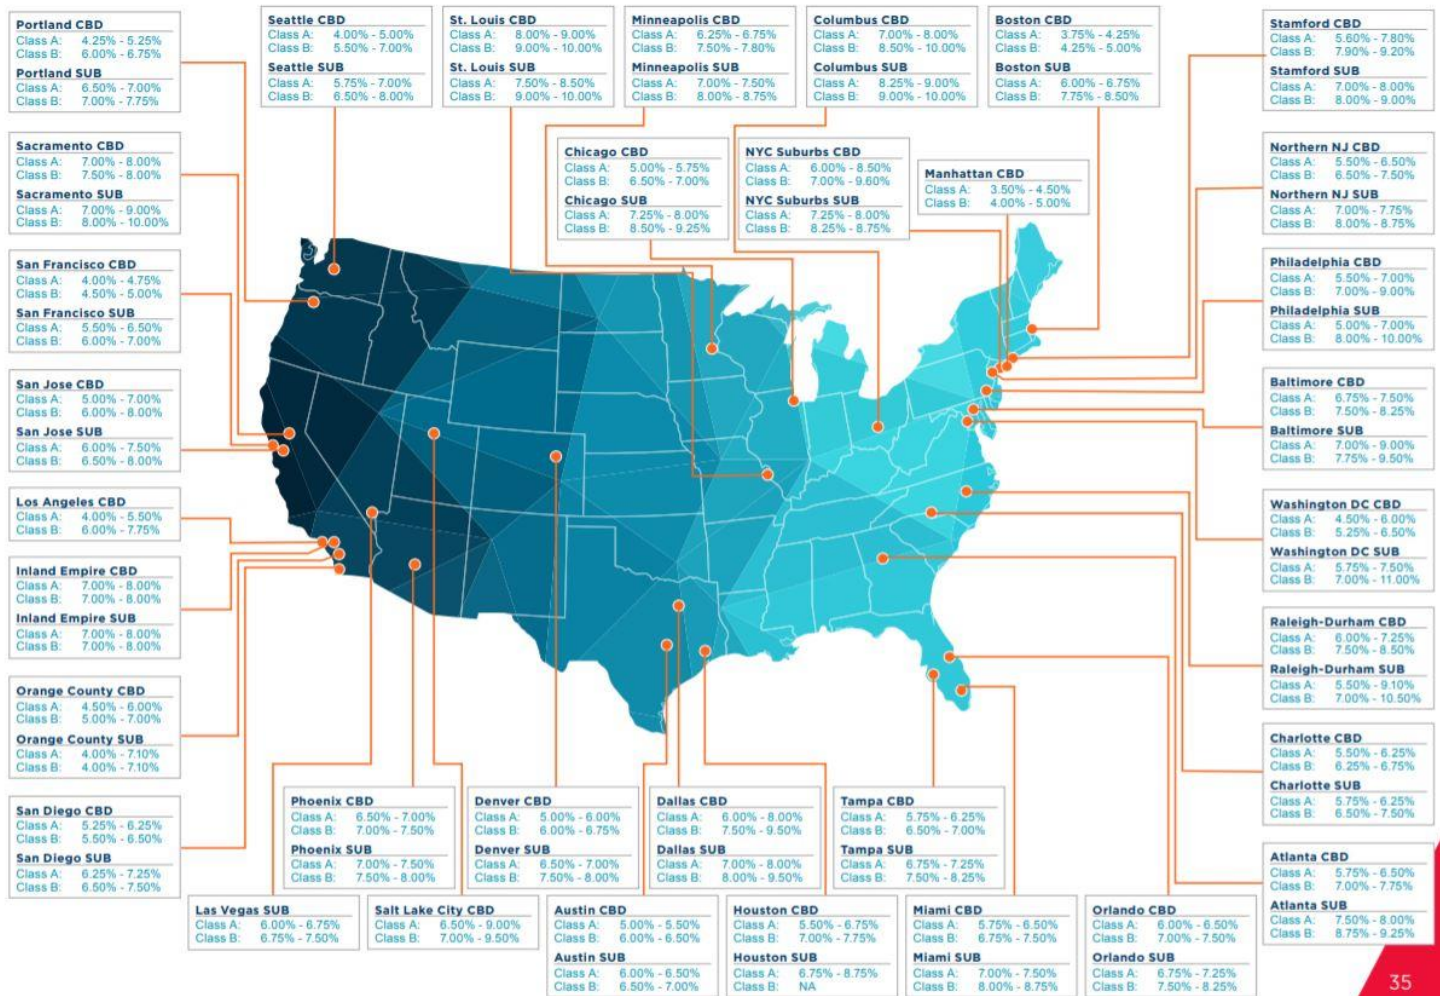 Portland CBD
Class A: 4.25% - 5.25%
Class B: 6.00% - 6.75%
Portland SUB
Class A: 6.50% - 7.00%
Class B: 7.00% - 7.75%
Seattle CBD
Class A: 4.00% - 5.00%
Class B: 5.50% - 7.00%
Seattle SUB
Class A: 5.75% - 7.00%
Class B: 6.50% - 8.00%
St. Louis CBD
Class A: 8.00% - 9.00%
Class B: 9.00% - 10.00%
St. Louis SUB
Class A: 7.50% - 8.50%
Class B: 9.00% - 10.00%
Minneapolis CBD
Class A: 6.25% - 6.75%
Class B: 7.50% - 7.80%
Minneapolis SUB
Class A: 7.00% - 7.50%
Class B: 8.00% - 8.75%
Columbus CBD
Class A: 7.00% - 8.00%
Class B: 8.50% - 10.00%
Columbus SUB
Class A: 8.25% - 9.00%
Class B: 9.00% - 10.00%
Boston CBD
Class A: 3.75% - 4.25%
Class B: 4.25% - 5.00%
Boston SUB
Class A: 6.00% - 6.75%
Class B: 7.75% - 8.50%
Stamford CBD
Class A: 5.60% - 7.80%
Class B: 7.90% - 9.20%
Stamford SUB
Class A: 7.00% - 8.00%
Class B: 8.00% - 9.00%
Sacramento CBD
Class A: 7.00% - 8.00%
Class B: 7.50% - 8.00%
Sacramento SUB
Class A: 7.00% - 9.00%
Class B: 8.00% - 10.00%
Chicago CBD
Class A: 5.00% - 5.75%
Class B: 6.50% - 7.00%
Chicago SUB
Class A: 7.25% - 8.00%
Class B: 8.50% - 9.25%
NYC Suburbs CBD
Class A: 6.00% - 8.50%
Class B: 7.00% - 9.60%
NYC Suburbs SUB
Class A: 7.25% - 8.00%
Class B: 8.25% - 8.75%
Manhattan CBD
Class A: 3.50% - 4.50%
Class B: 4.00% - 5.00%
Northern NJ CBD
Class A: 5.50% - 6.50%
Class B: 6.50% - 7.50%
Northern NJ SUB
Class A: 7.00% - 7.75%
Class B: 8.00% - 8.75%
San Francisco CBD
Class A: 4.00% - 4.75%
Class B: 4.50% - 5.00%
San Francisco SUB
Class A: 5.50% - 6.50%
Class B: 6.00% - 7.00%
Philadelphia CBD
Class A: 5.50% - 7.00%
Class B: 7.00% - 9.00%
Philadelphia SUB
Class A: 5.00% - 7.00%
Class B: 8.00% - 10.00%
San Jose CBD
Class A: 5.00% - 7.00%
Class B: 6.00% - 8.00%
San Jose SUB
Class A: 6.00% - 7.50%
Class B: 6.50% - 8.00%
Baltimore CBD
Class A: 6.75% - 7.50%
Class B: 7.50% - 8.25%
Baltimore SUB
Class A: 7.00% - 9.00%
Class B: 7.75% - 9.50%
Los Angeles CBD
Class A: 4.00% - 5.50%
Class B: 6.00% - 7.75%
Washington DC CBD
Class A: 4.50% - 6.00%
Class B: 5.25% - 6.50%
Washington DC SUB
Class A: 5.75% - 7.50%
Class B: 7.00% - 11.00%
Inland Empire CBD
Class A: 7.00% - 8.00%
Class B: 7.00% - 8.00%
Inland Empire SUB
Class A: 7.00% - 8.00%
Class B: 7.00% - 8.00%
Raleigh-Durham CBD
Class A: 6.00% - 7.25%
Class B: 7.50% - 8.50%
Raleigh-Durham SUB
Class A: 5.50% - 9.10%
Class B: 7.00% - 10.50%
Orange County CBD
Class A: 4.50% - 6.00%
Class B: 5.00% - 7.00%
Orange County SUB
Class A: 4.00% - 7.10%
Class B: 4.00% - 7.10%
Charlotte CBD
Class A: 5.50% - 6.25%
Class B: 6.25% - 6.75%
Charlotte SUB
Class A: 5.75% - 6.25%
Class B: 6.50% - 7.50%
San Diego CBD
Class A: 5.25% - 6.25%
Class B: 5.50% - 6.50%
San Diego SUB
Class A: 6.25% - 7.25%
Class B: 6.50% - 7.50%
Phoenix CBD
Class A: 6.50% - 7.00%
Class B: 7.00% - 7.50%
Phoenix SUB
Class A: 7.00% - 7.50%
Class B: 7.50% - 8.00%
Denver CBD
Class A: 5.00% - 6.00%
Class B: 6.00% - 6.75%
Denver SUB
Class A: 6.50% - 7.00%
Class B: 7.50% - 8.00%
Dallas CBD
Class A: 6.00% - 8.00%
Class B: 7.50% - 9.50%
Dallas SUB
Class A: 7.00% - 8.00%
Class B: 8.00% - 9.50%
Tampa CBD
Class A: 5.75% - 6.25%
Class B: 6.50% - 7.00%
Tampa SUB
Class A: 6.75% - 7.25%
Class B: 7.50% - 8.25%
Atlanta CBD
Class A: 5.75% - 6.50%
Class B: 7.00% - 7.75%
Atlanta SUB
Class A: 7.50% - 8.00%
Class B: 8.75% - 9.25%
Las Vegas SUB
Class A: 6.00% - 6.75%
Class B: 6.75% - 7.50%
Salt Lake City CBD
Class A: 6.50% - 9.00%
Class B: 7.00% - 9.50%
Austin CBD
Class A: 5.00% - 5.50%
Class B: 6.00% - 6.50%
Austin SUB
Class A: 6.00% - 6.50%
Class B: 6.50% - 7.00%
Houston CBD
Class A: 5.50% - 6.75%
Class B: 7.00% - 7.75%
Houston SUB
Class A: 6.75% - 8.75%
Class B: NA
Miami CBD
Class A: 5.75% - 6.50%
Class B: 6.75% - 7.50%
Miami SUB
Class A: 7.00% - 7.50%
Class B: 8.00% - 8.75%
Orlando CBD
Class A: 6.00% - 6.50%
Class B: 7.00% - 7.50%
Orlando SUB
Class A: 6.75% - 7.25%
Class B: 7.50% - 8.25%
35